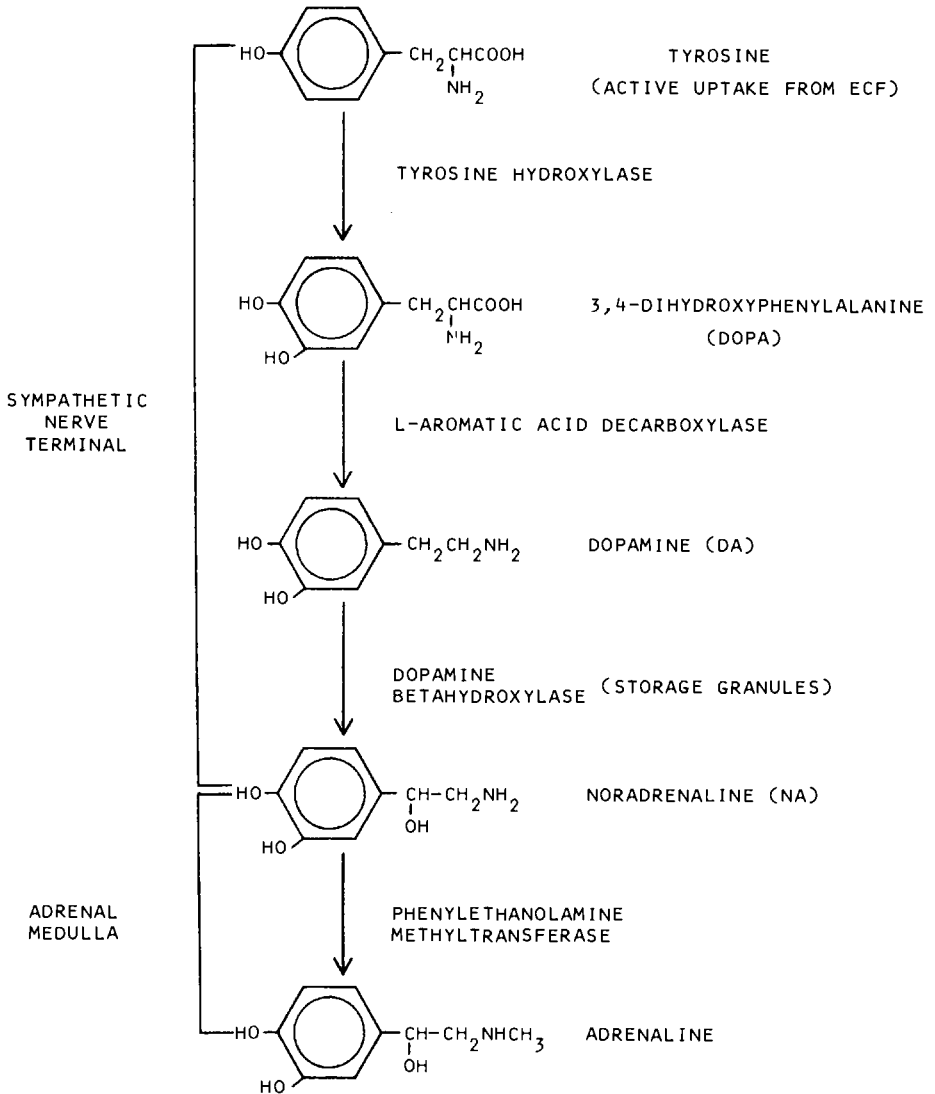 HO
CH2CHCOOH
NH2
TYROSINE
(ACTIVE UPTAKE FROM ECF)
TYROSINE HYDROXYLASE
HO
HO
CH2CHCOOH
NH2
3,4-DIHYDROXYPHENYLALANINE
(DOPA)
SYMPATHETIC
NERVE
TERMINAL
L-AROMATIC ACID DECARBOXYLASE
HO
HO
CH2CH2NH2
DOPAMINE (DA)
DOPAMINE
BETAHYDROXYLASE (STORAGE GRANULES)
HO
HO
CH-CH2NH2
OH
NORADRENALINE (NA)
ADRENAL
MEDULLA
PHENYLETHANOLAMINE
METHYLTRANSFERASE
HO
HO
CH-CH2NHCH3
OH
ADRENALINE